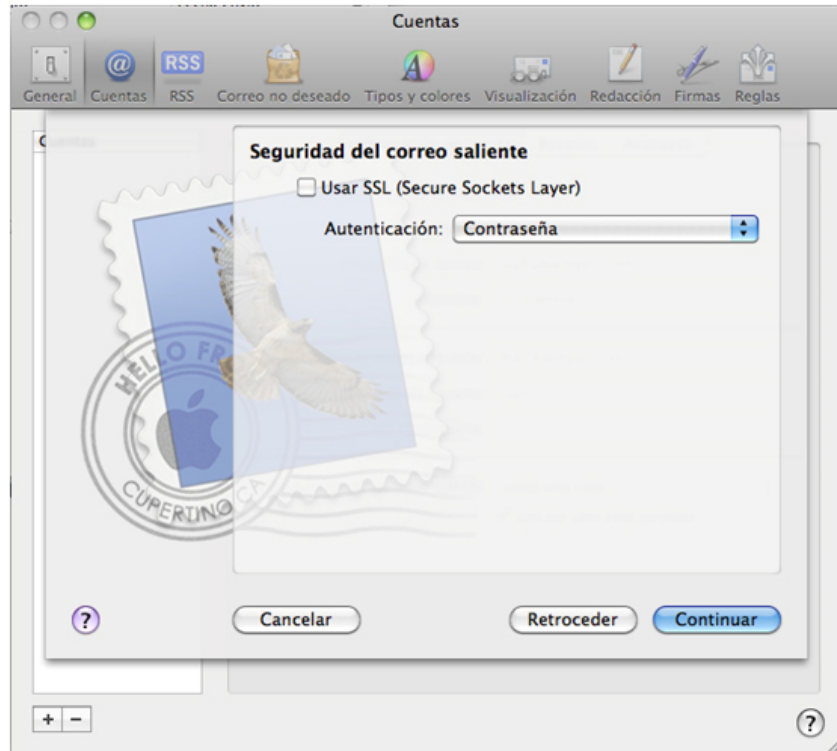 Cuentas
General Cuentas RSS Correo no deseado Tipos y colores Visualización Redacción Firmas Reglas
RSS
Seguridad del correo saliente
Usar SSL (Secure Sockets Layer)
Autenticación: Contraseña
HELLO FR
CUPERTINO CA
? Cancelar Retroceder Continuar
+ − ?